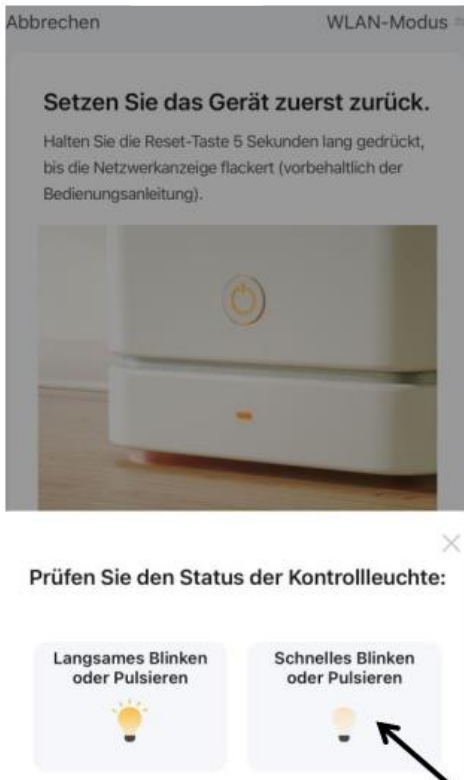 Abbrechen WLAN-Modus
Setzen Sie das Gerät zuerst zurück.
Halten Sie die Reset-Taste 5 Sekunden lang gedrückt,
bis die Netzwerkanzeige flackert (vorbehaltlich der
Bedienungsanleitung).
Prüfen Sie den Status der Kontrollleuchte:
Langsames Blinken
oder Pulsieren
Schnelles Blinken
oder Pulsieren